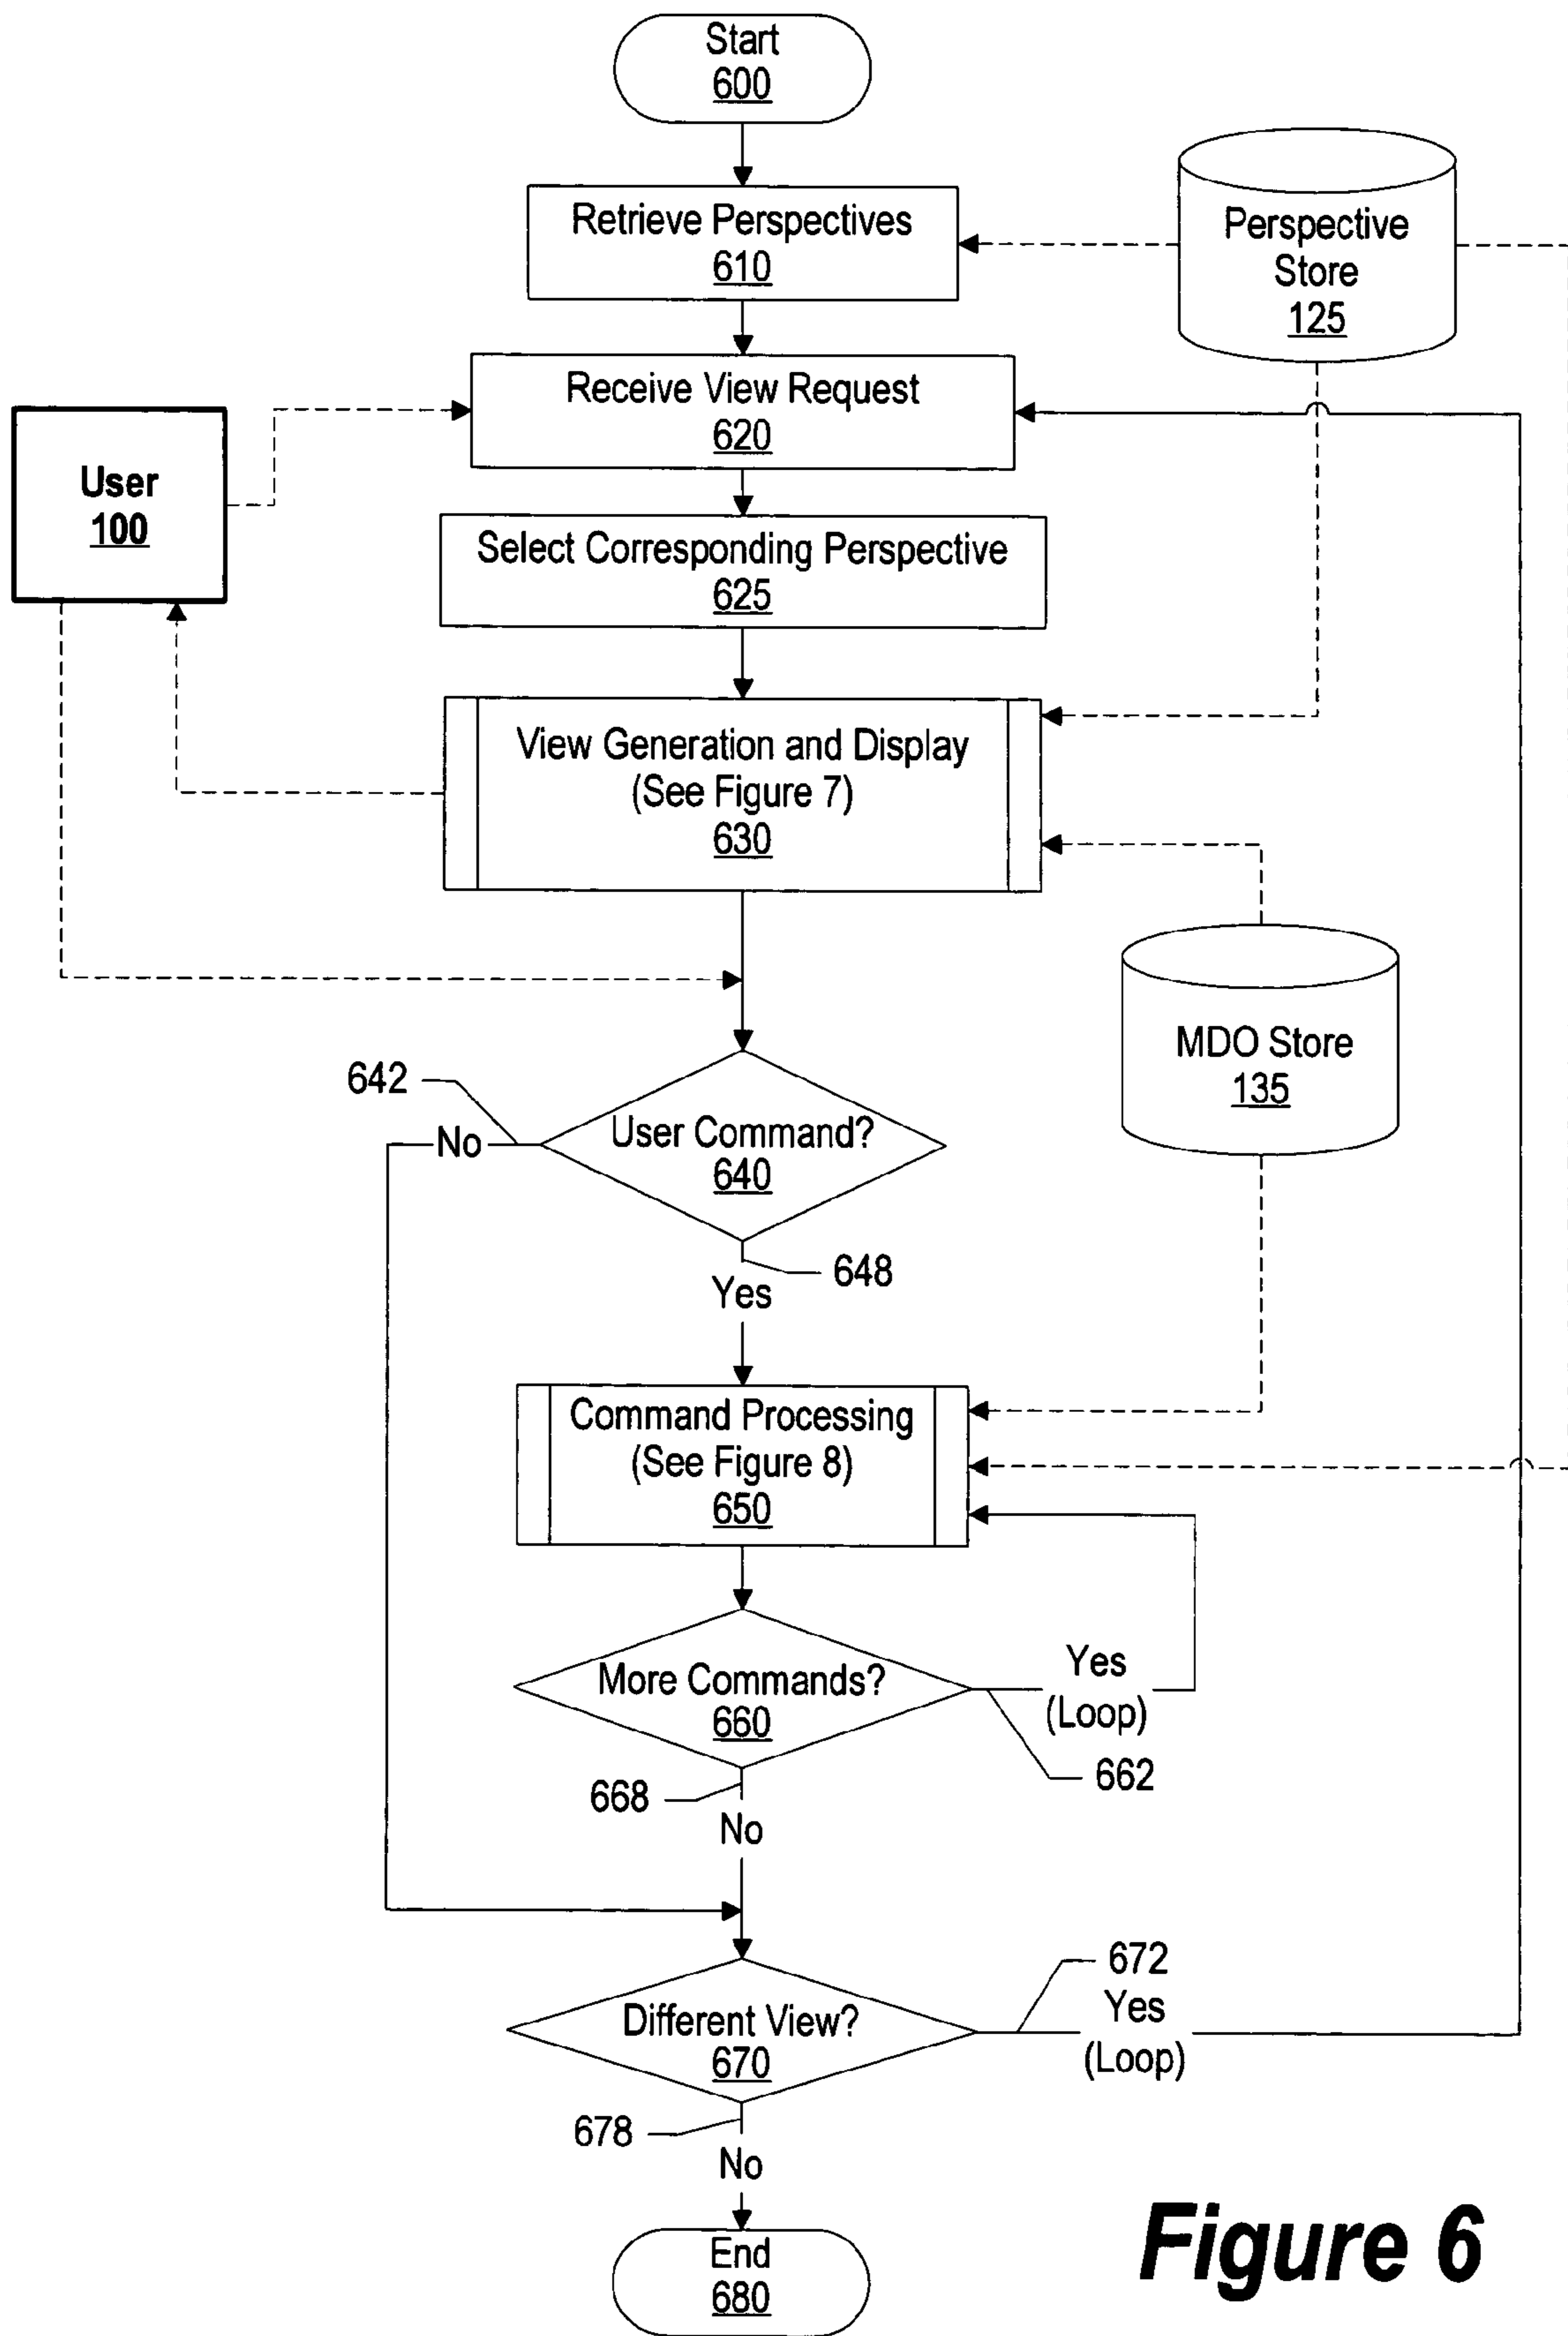 Start
600
Retrieve Perspectives
610
Perspective
Store
125
Receive View Request
620
User
100
Select Corresponding Perspective
625
View Generation and Display
(See Figure 7)
630
MDO Store
135
642
No
User Command?
640
648
Yes
Command Processing
(See Figure 8)
650
More Commands?
660
Yes
(Loop)
662
668
No
672
Different View?
670
Yes
(Loop)
678
No
End
680
Figure 6